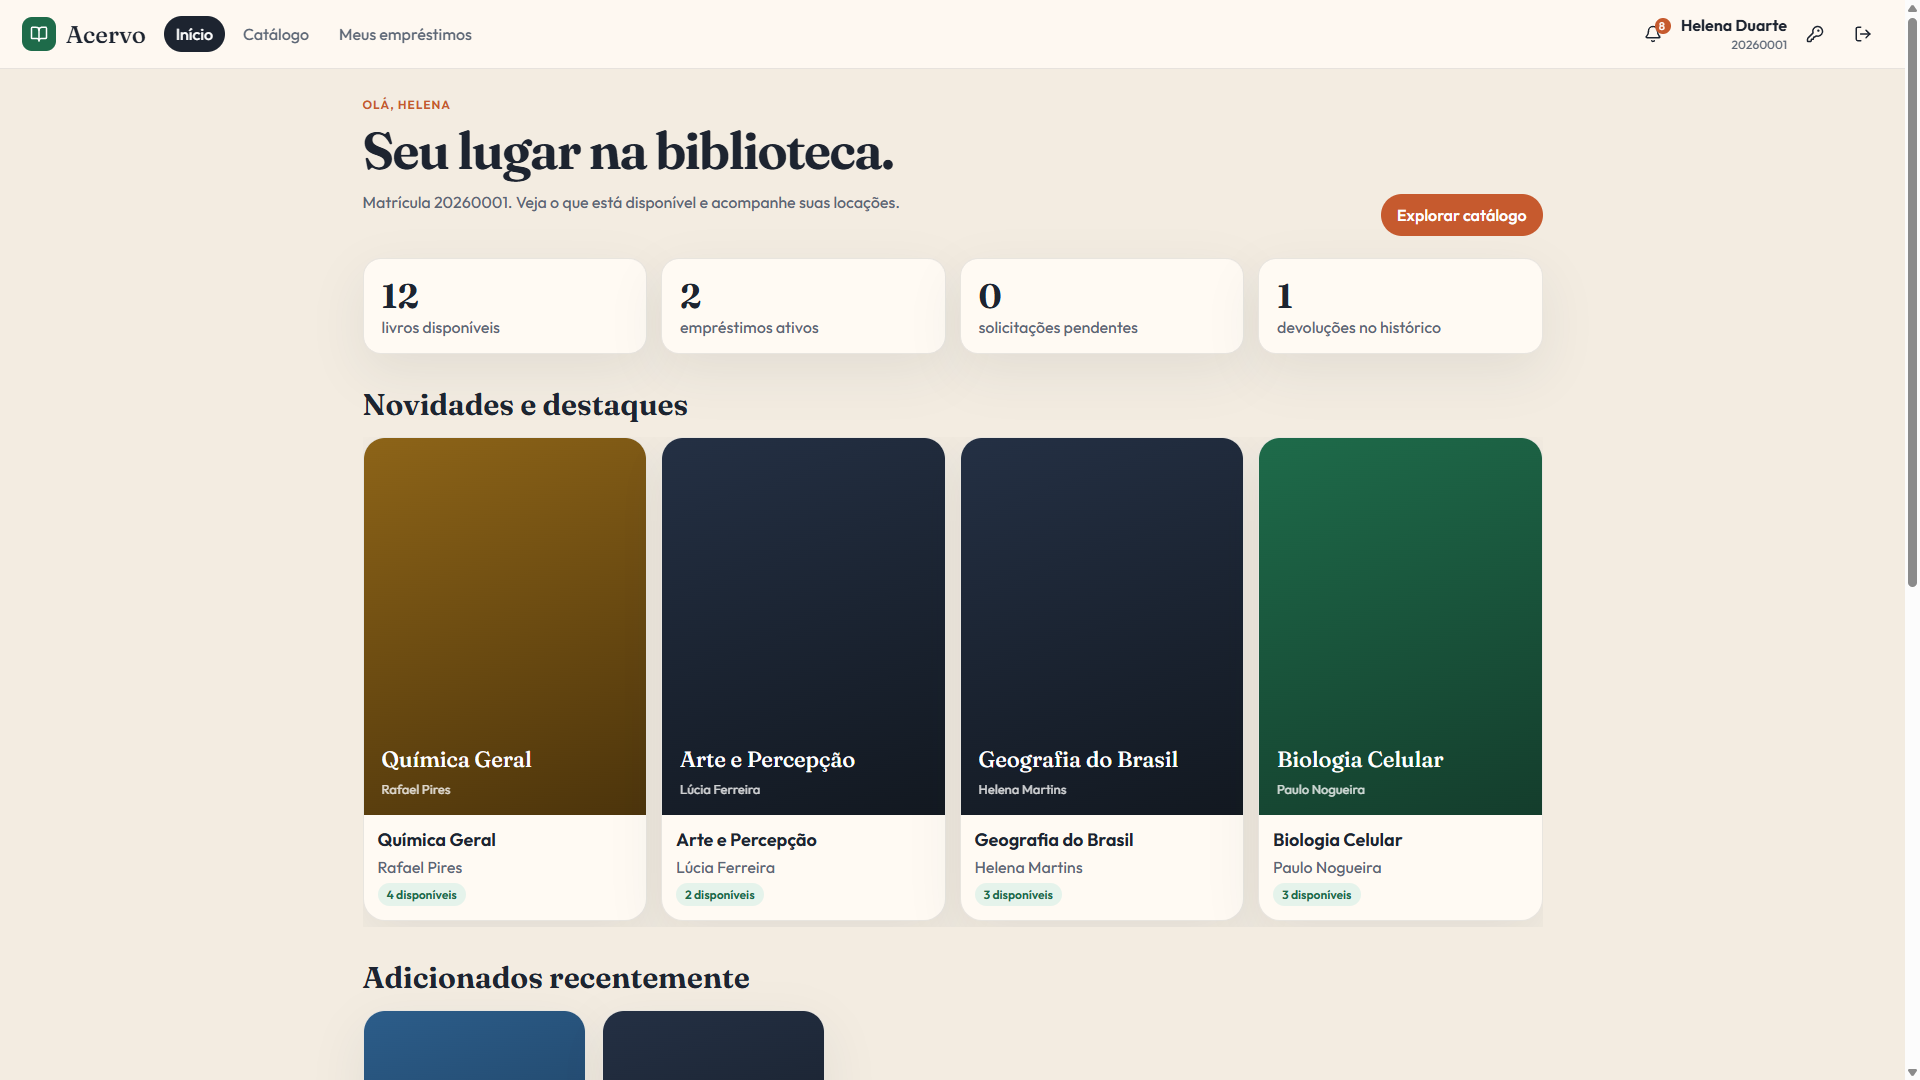 Acervo
Início
Catálogo
Meus empréstimos
8
Helena Duarte
20260001
OLÁ, HELENA
Seu lugar na biblioteca.
Matrícula 20260001. Veja o que está disponível e acompanhe suas locações.
Explorar catálogo
12
livros disponíveis
2
empréstimos ativos
0
solicitações pendentes
1
devoluções no histórico
Novidades e destaques
Química Geral
Rafael Pires
Química Geral
Rafael Pires
4 disponíveis
Arte e Percepção
Lúcia Ferreira
Arte e Percepção
Lúcia Ferreira
2 disponíveis
Geografia do Brasil
Helena Martins
Geografia do Brasil
Helena Martins
3 disponíveis
Biologia Celular
Paulo Nogueira
Biologia Celular
Paulo Nogueira
3 disponíveis
Adicionados recentemente